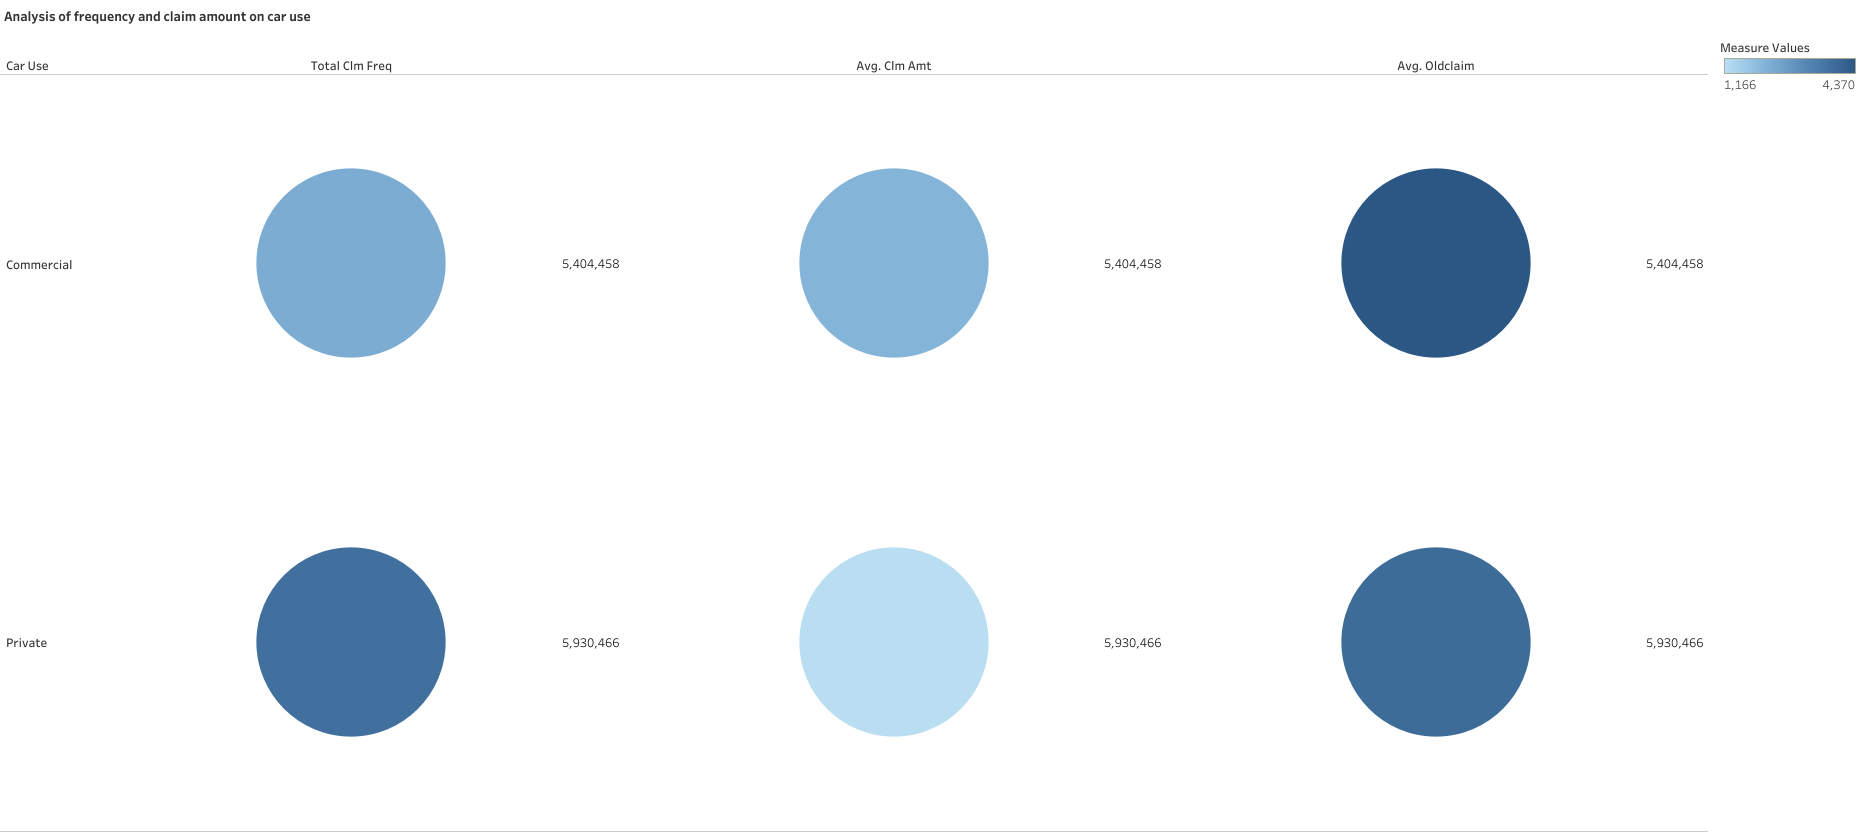 Analysis of frequency and claim amount on car use
Measure Values
1,166 4,370
Car Use Total Clm Freq Avg. Clm Amt Avg. Oldclaim
Commercial 5,404,458 5,404,458 5,404,458
Private 5,930,466 5,930,466 5,930,466